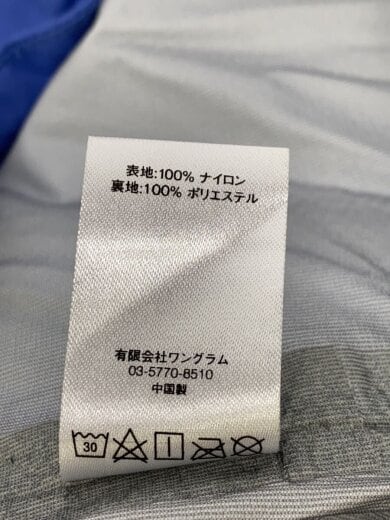 表地:100% ナイロン
裏地:100% ポリエステル
有限会社ワングラム
03-5770-8510
中国製
30